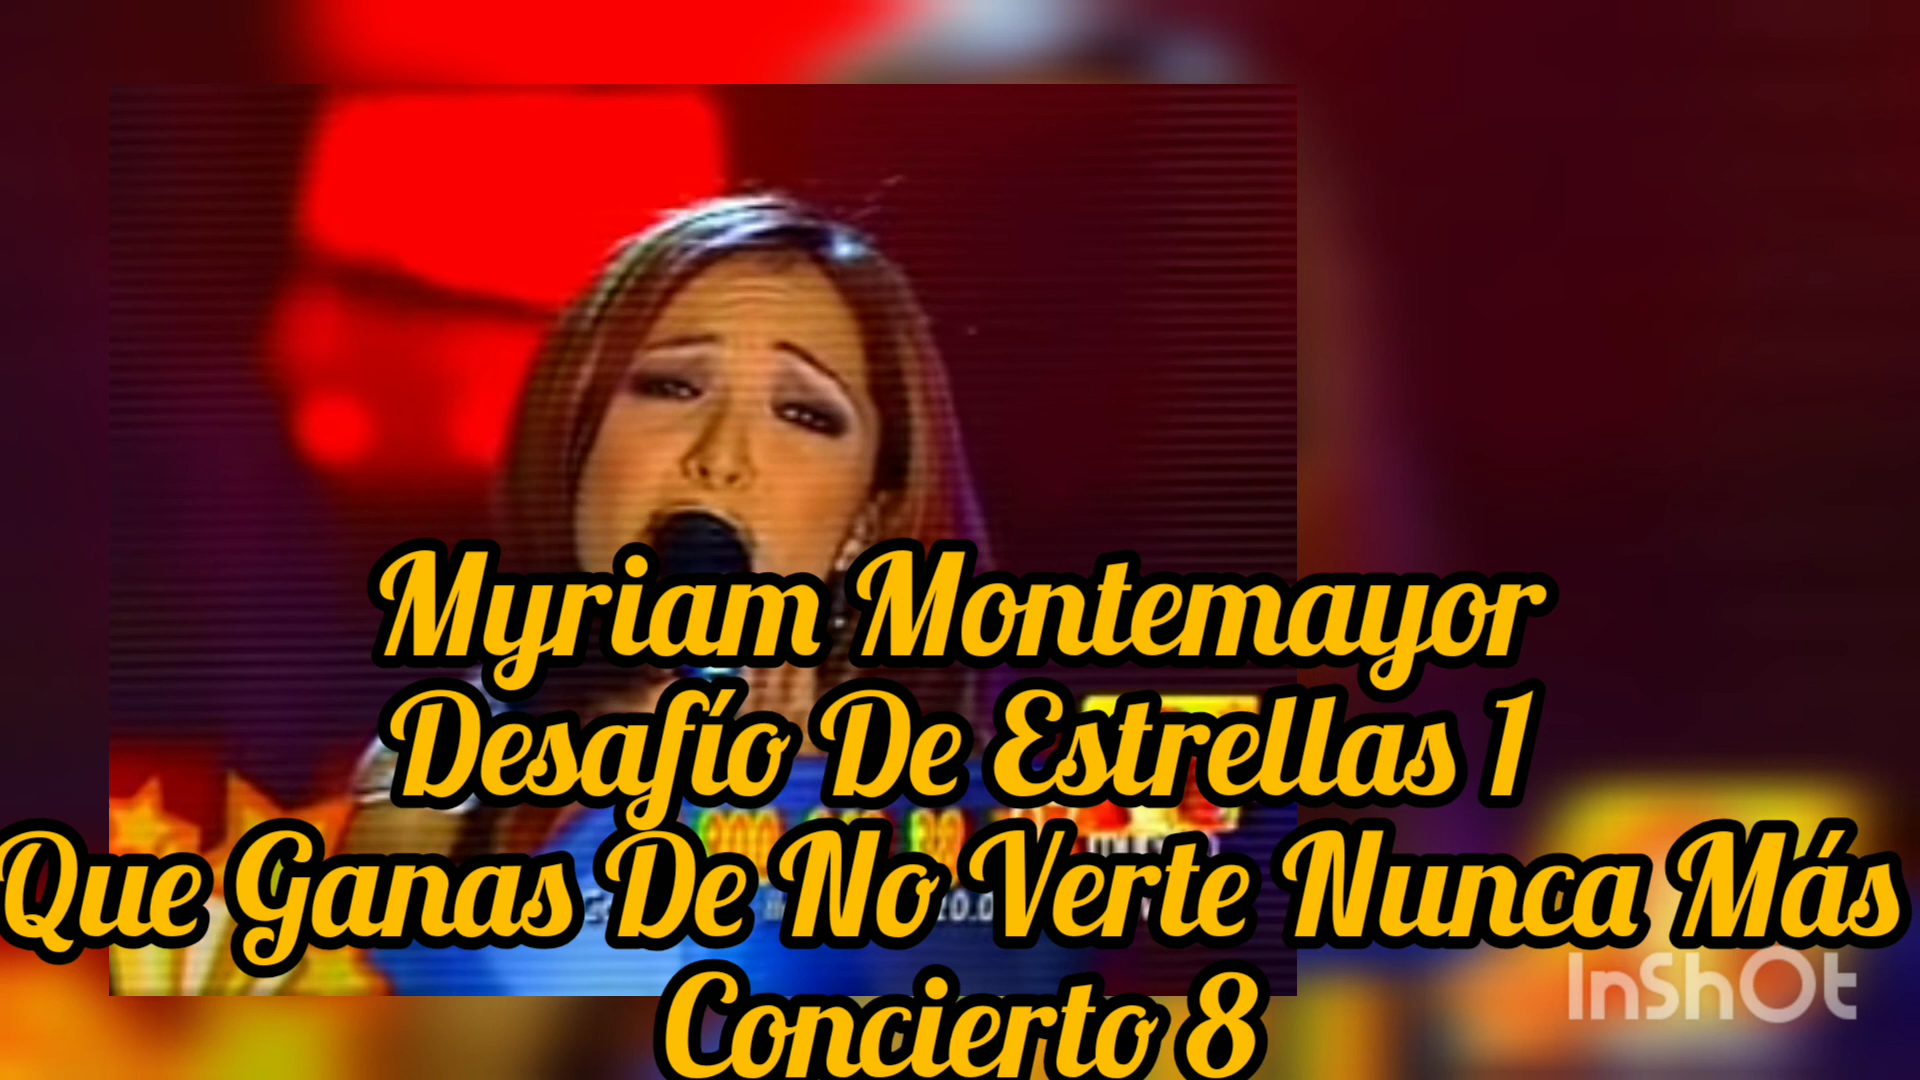 Myriam Montemayor
Desafío De Estrellas 1
Que Ganas De No Verte Nunca Más
InShOt
Concierto 8